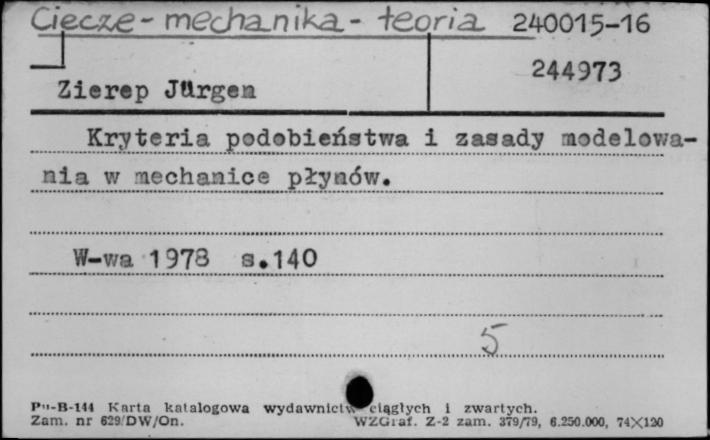 Ciecze - mechanika - teoria 240015-16
244973
Zierep Jürgen
Kryteria podobieństwa i zasady modelowa-
nia w mechanice płynów.
W-wa 1978 s.140
5
Pu-B-144 Karta katalogowa wydawnictw ciągłych i zwartych.
Zam. nr 629/DW/On. WZGraf. Z-2 zam. 379/79, 6.250.000, 74X120